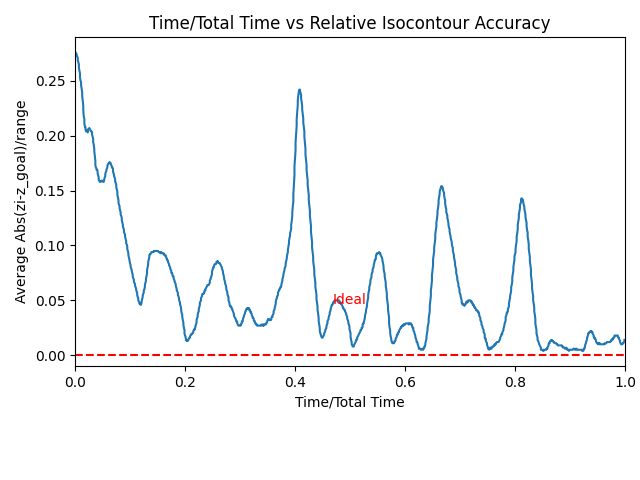 Time/Total Time vs Relative Isocontour Accuracy
Average Abs(zi-z_goal)/range
0.25
0.20
0.15
0.10
0.05
0.00
Ideal
0.0 0.2 0.4 0.6 0.8 1.0
Time/Total Time